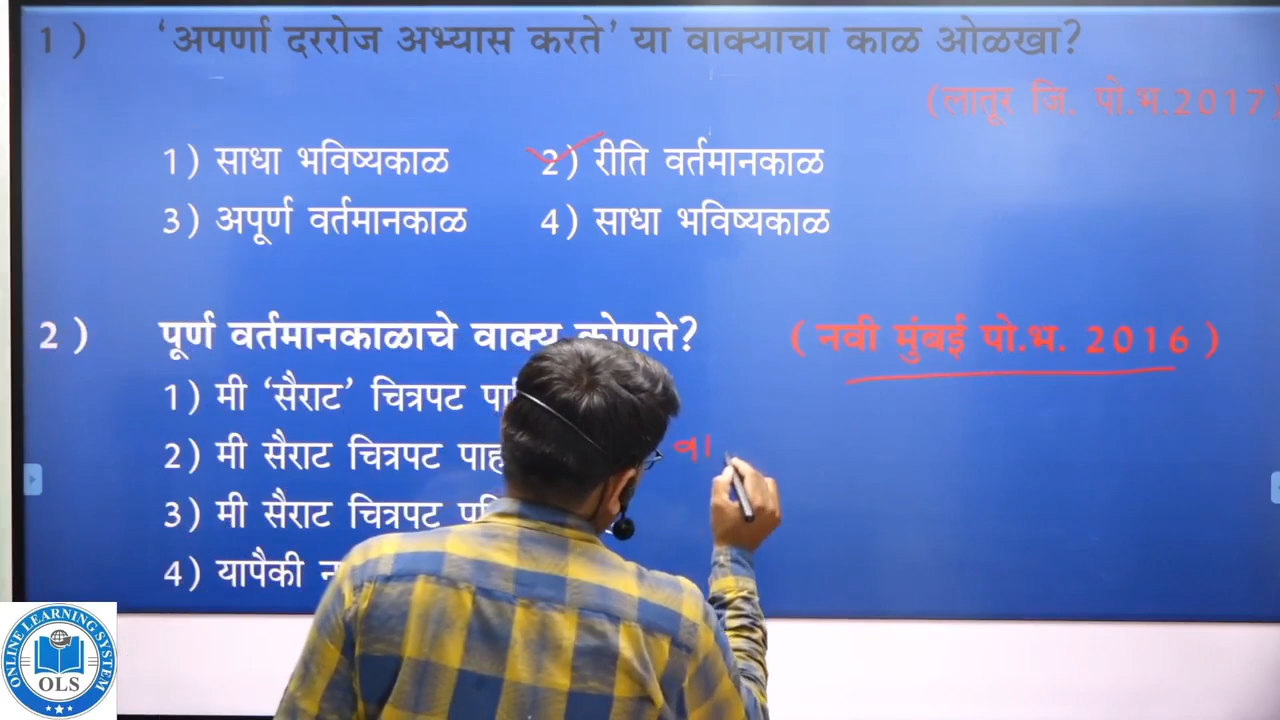 1) ‘अपर्णा दररोज अभ्यास करते’ या वाक्याचा काळ ओळखा?
(लातूर जि. पो.भ.2017)
1) साधा भविष्यकाळ 2) रीति वर्तमानकाळ
3) अपूर्ण वर्तमानकाळ 4) साधा भविष्यकाळ
2) पूर्ण वर्तमानकाळाचे वाक्य कोणते? (नवी मुंबई पो.भ. 2016)
1) मी ‘सैराट’ चित्रपट
2) मी सैराट चित्रपट
3) मी सैराट चित्रपट
4) यापैकी
ONLINE LEARNING SYSTEM
OLS